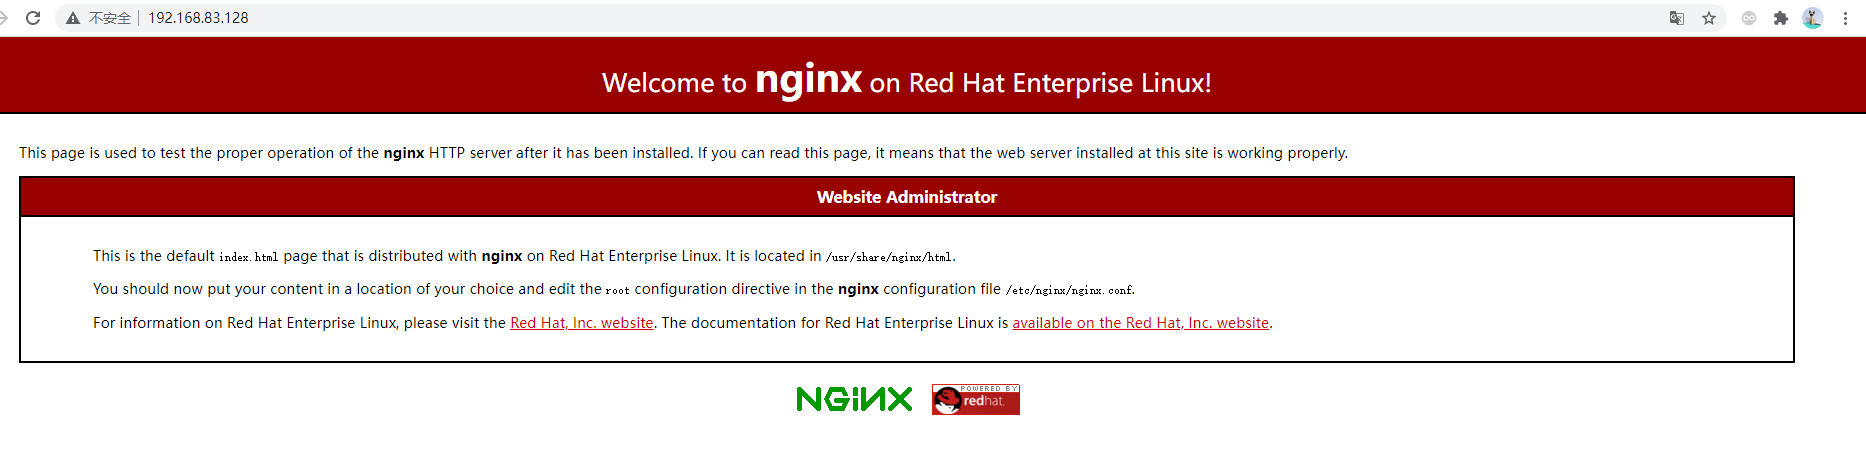 不安全 192.168.83.128
Welcome to nginx on Red Hat Enterprise Linux!
This page is used to test the proper operation of the nginx HTTP server after it has been installed. If you can read this page, it means that the web server installed at this site is working properly.
Website Administrator
This is the default index.html page that is distributed with nginx on Red Hat Enterprise Linux. It is located in /usr/share/nginx/html.
You should now put your content in a location of your choice and edit the root configuration directive in the nginx configuration file /etc/nginx/nginx.conf.
For information on Red Hat Enterprise Linux, please visit the Red Hat, Inc. website. The documentation for Red Hat Enterprise Linux is available on the Red Hat, Inc. website.
NGINX
POWERED BY
redhat.